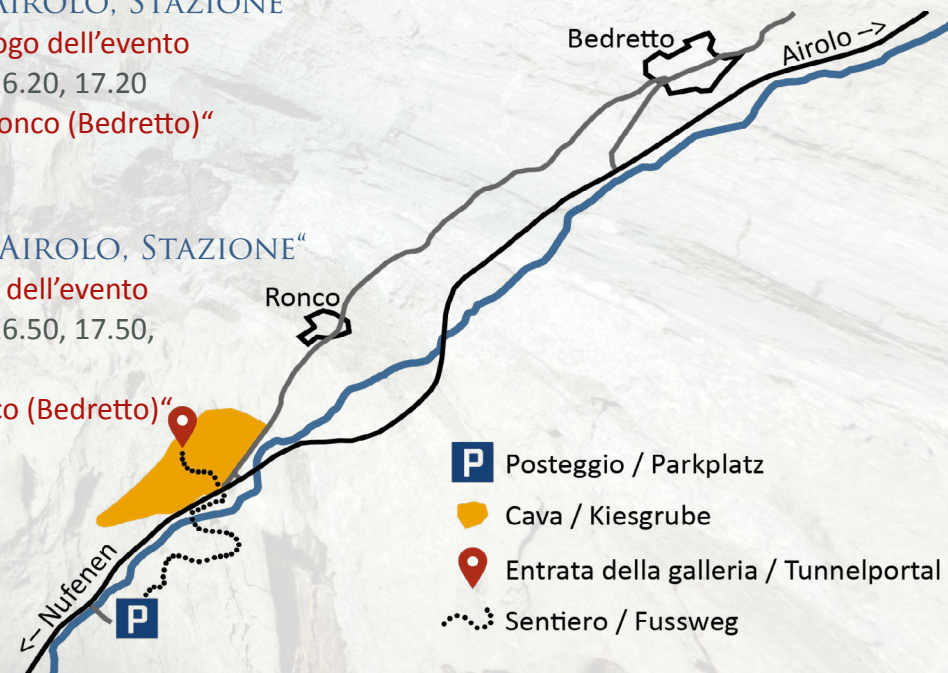 AIROLO, STAZIONE
ogo dell’evento
6.20, 17.20
onco (Bedretto)“
AIROLO, STAZIONE“
dell’evento
6.50, 17.50,
co (Bedretto)“
Bedretto
Airolo -->
Ronco
<-- Nufenen
P
P Posteggio / Parkplatz
Cava / Kiesgrube
Entrata della galleria / Tunnelportal
Sentiero / Fussweg